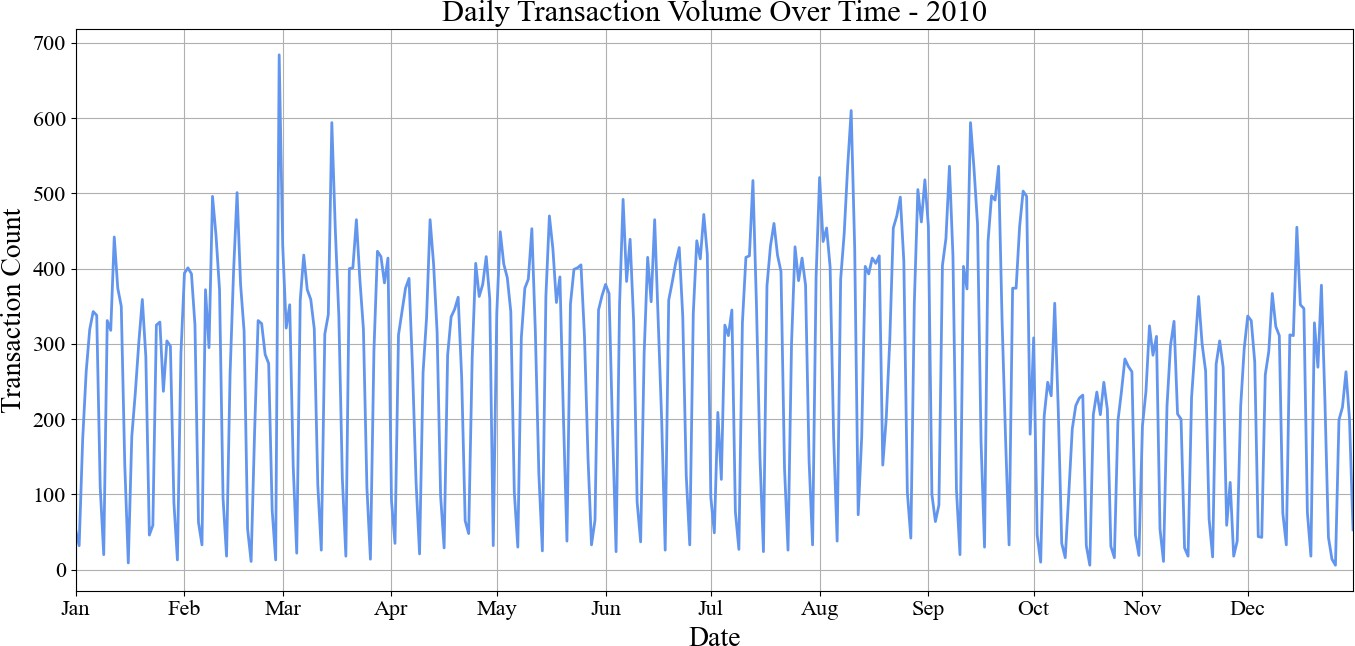 Daily Transaction Volume Over Time - 2010
Transaction Count
700
600
500
400
300
200
100
0
Jan Feb Mar Apr May Jun Jul Aug Sep Oct Nov Dec
Date